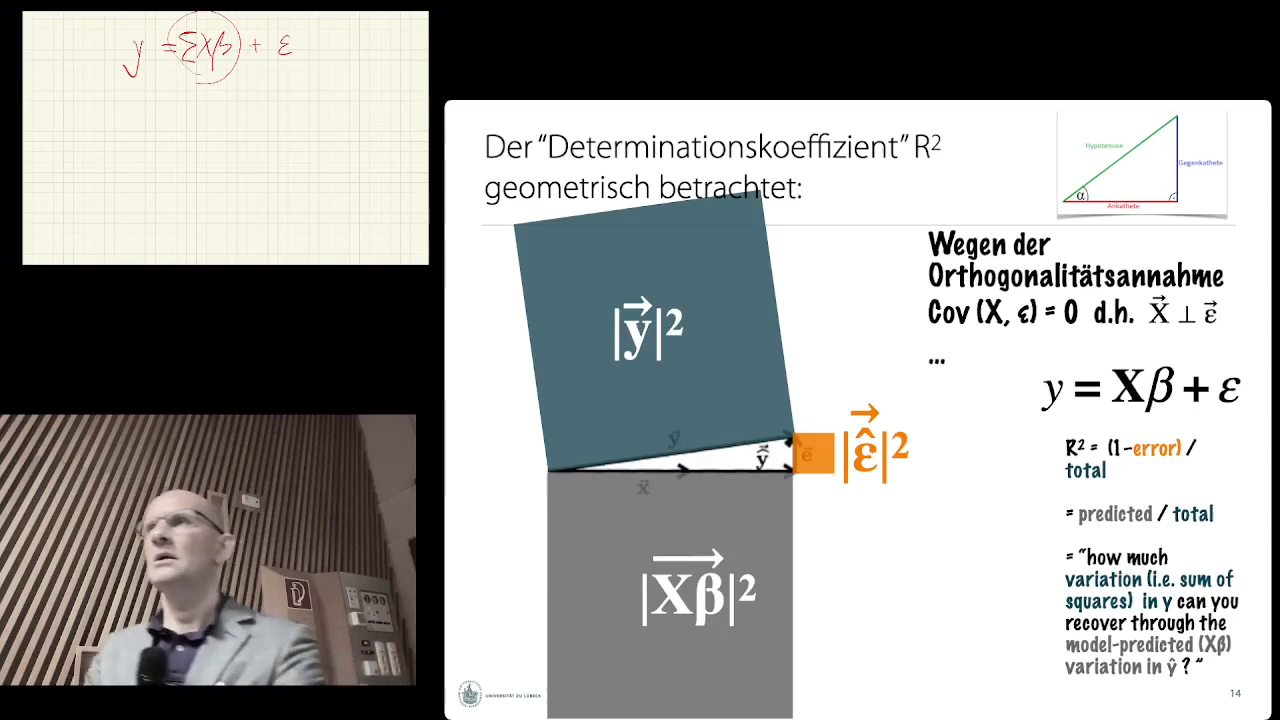 y = ΣXβ + ε
Der “Determinationskoeffizient” R²
geometrisch betrachtet:
Hypotenuse
Gegenkathete
α
Ankathete
Wegen der
Orthogonalitätsannahme
Cov (X, ε) = 0 d.h. X⃗ ⊥ ε⃗
...
y = Xβ + ε
|y⃗|²
y⃗
ŷ⃗
e⃗
x⃗
|ε̂⃗|²
|Xβ⃗|²
R² = (1-error) /
total
= predicted / total
= “how much
variation (i.e. sum of
squares) in y can you
recover through the
model-predicted (Xβ)
variation in ŷ ? ”
UNIVERSITÄT ZU LÜBECK
14